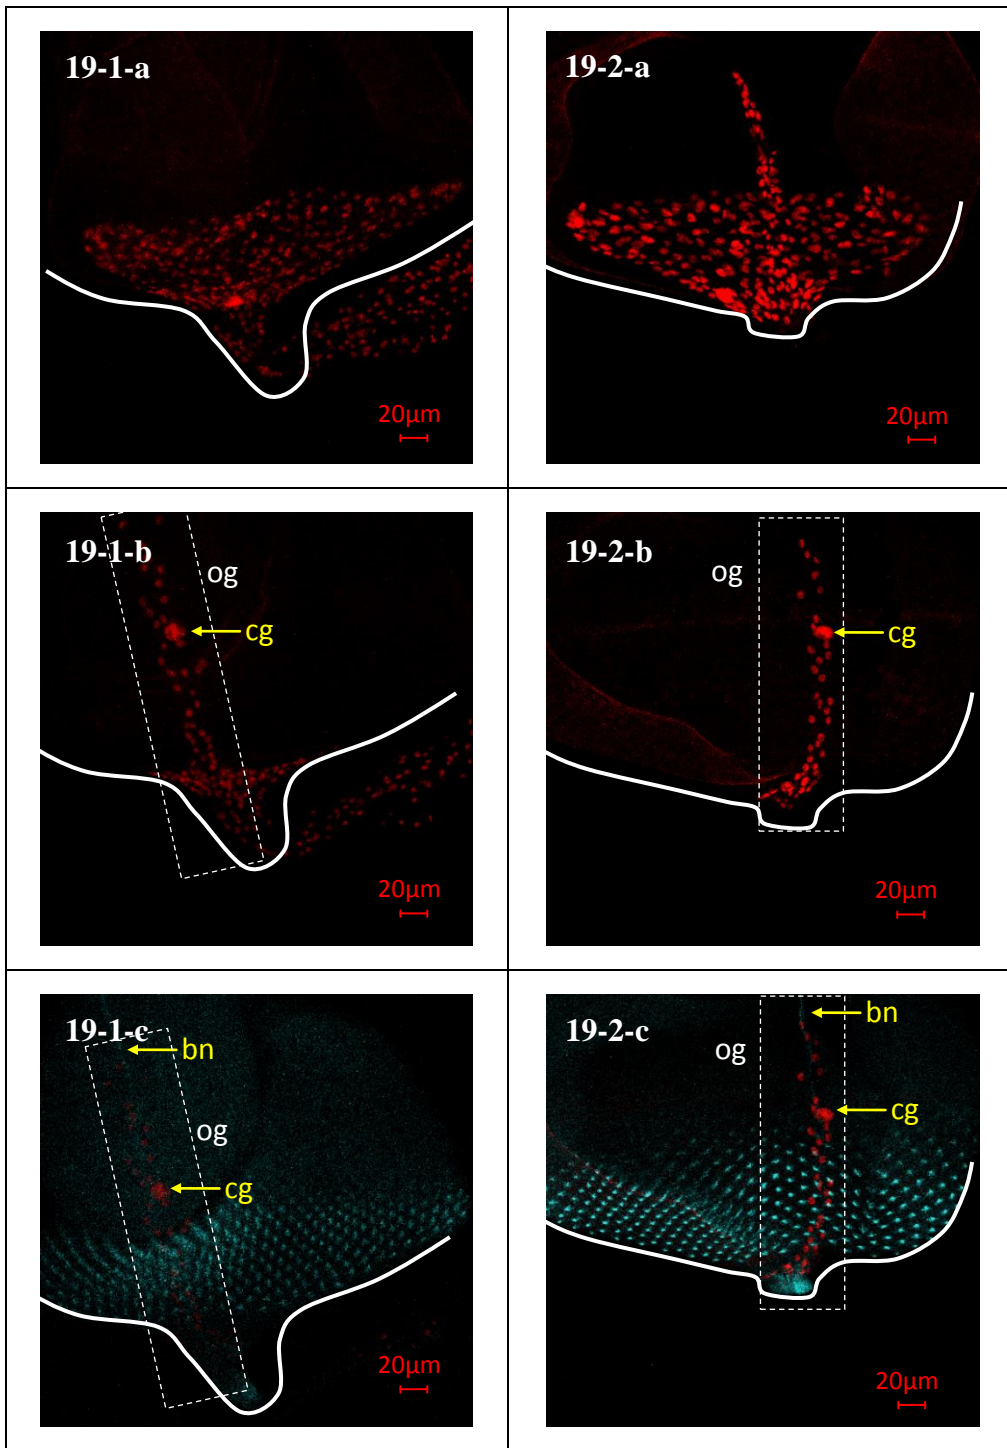 19-1-a
20μm
19-2-a
20μm
19-1-b
og
cg
20μm
19-2-b
og
cg
20μm
19-1-c
bn
og
cg
20μm
19-2-c
bn
og
cg
20μm